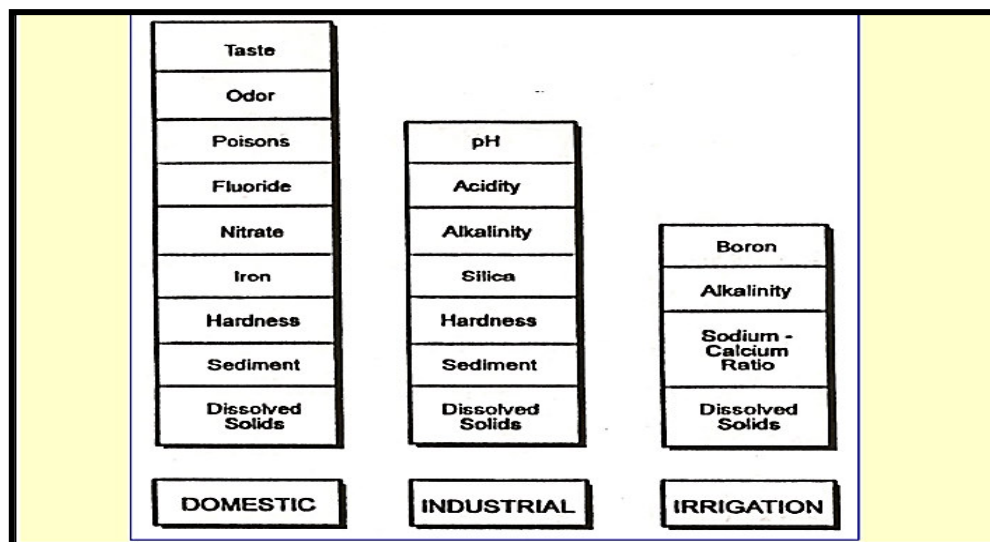 Taste
Odor
Poisons
Fluoride
Nitrate
Iron
Hardness
Sediment
Dissolved
Solids
DOMESTIC
pH
Acidity
Alkalinity
Silica
Hardness
Sediment
Dissolved
Solids
INDUSTRIAL
Boron
Alkalinity
Sodium -
Calcium
Ratio
Dissolved
Solids
IRRIGATION